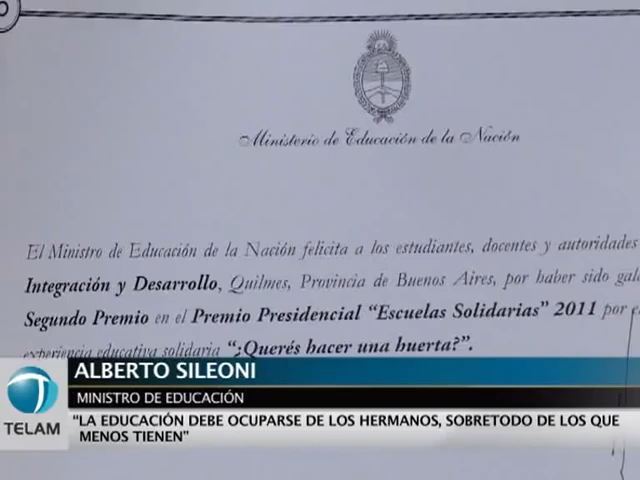 Ministerio de Educación de la Nación
El Ministro de Educación de la Nación felicita a los estudiantes, docentes y autoridades
Integración y Desarrollo, Quilmes, Provincia de Buenos Aires, por haber sido gal
Segundo Premio en el Premio Presidencial “Escuelas Solidarias” 2011 por
experiencia educativa solidaria “¿Querés hacer una huerta?”.
ALBERTO SILEONI
MINISTRO DE EDUCACIÓN
TELAM
“LA EDUCACIÓN DEBE OCUPARSE DE LOS HERMANOS, SOBRETODO DE LOS QUE
MENOS TIENEN"